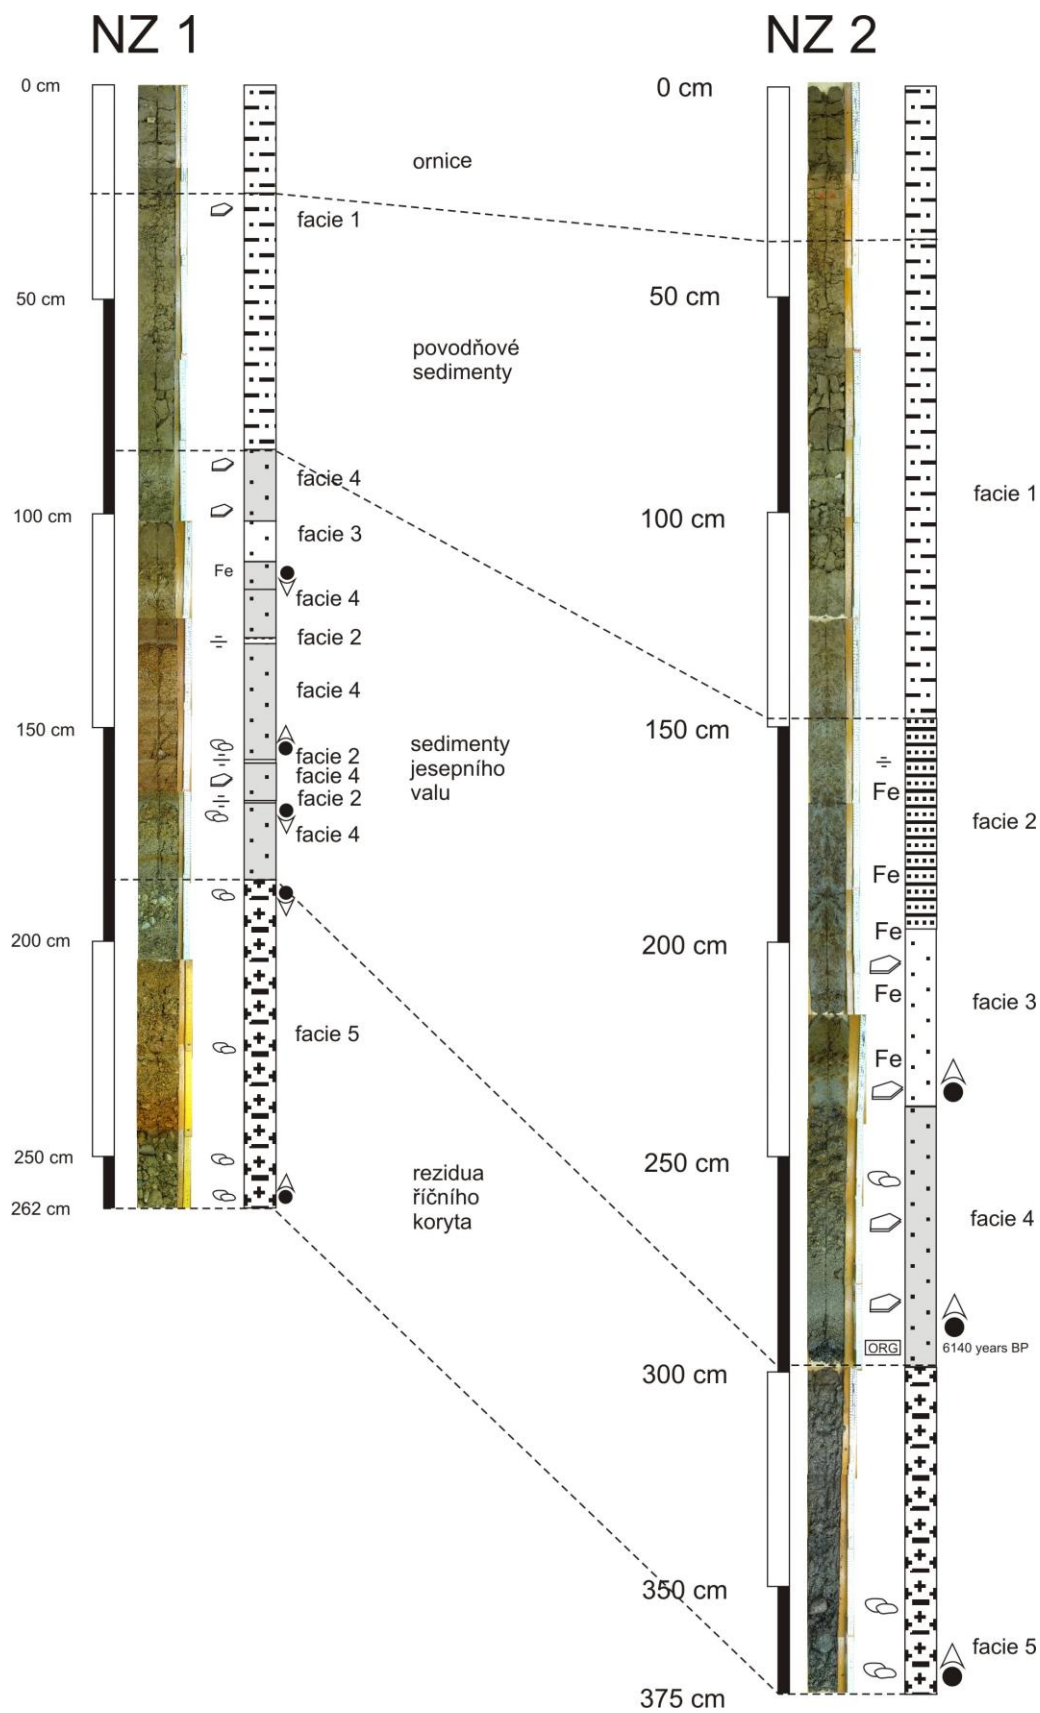 NZ 1
NZ 2
0 cm
50 cm
100 cm
150 cm
200 cm
250 cm
262 cm
Fe
facie 1
facie 4
facie 3
facie 4
facie 2
facie 4
facie 2
facie 4
facie 2
facie 4
facie 5
ornice
povodňové
sedimenty
sedimenty
jesepního
valu
rezidua
říčního
koryta
0 cm
50 cm
100 cm
150 cm
200 cm
250 cm
300 cm
350 cm
375 cm
Fe
Fe
Fe
Fe
Fe
ORG
facie 1
facie 2
facie 3
facie 4
6140 years BP
facie 5